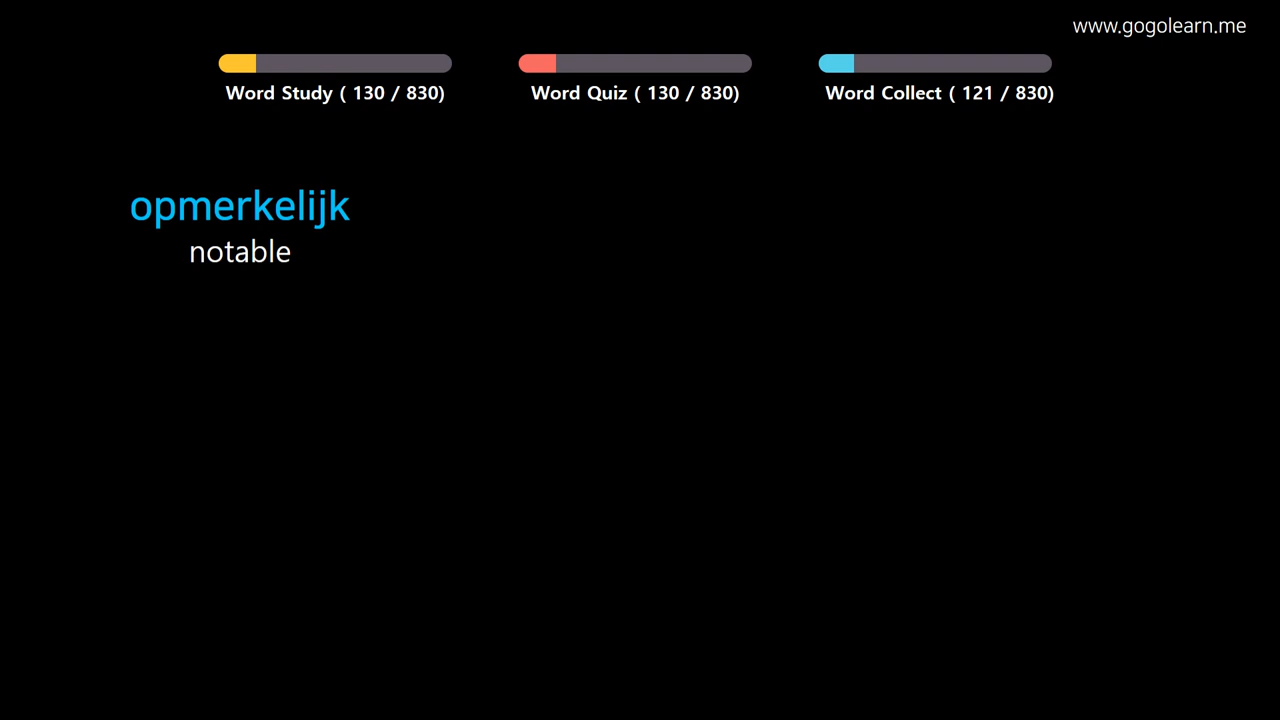 www.gogolearn.me
Word Study ( 130 / 830)
Word Quiz ( 130 / 830)
Word Collect ( 121 / 830)
opmerkelijk
notable